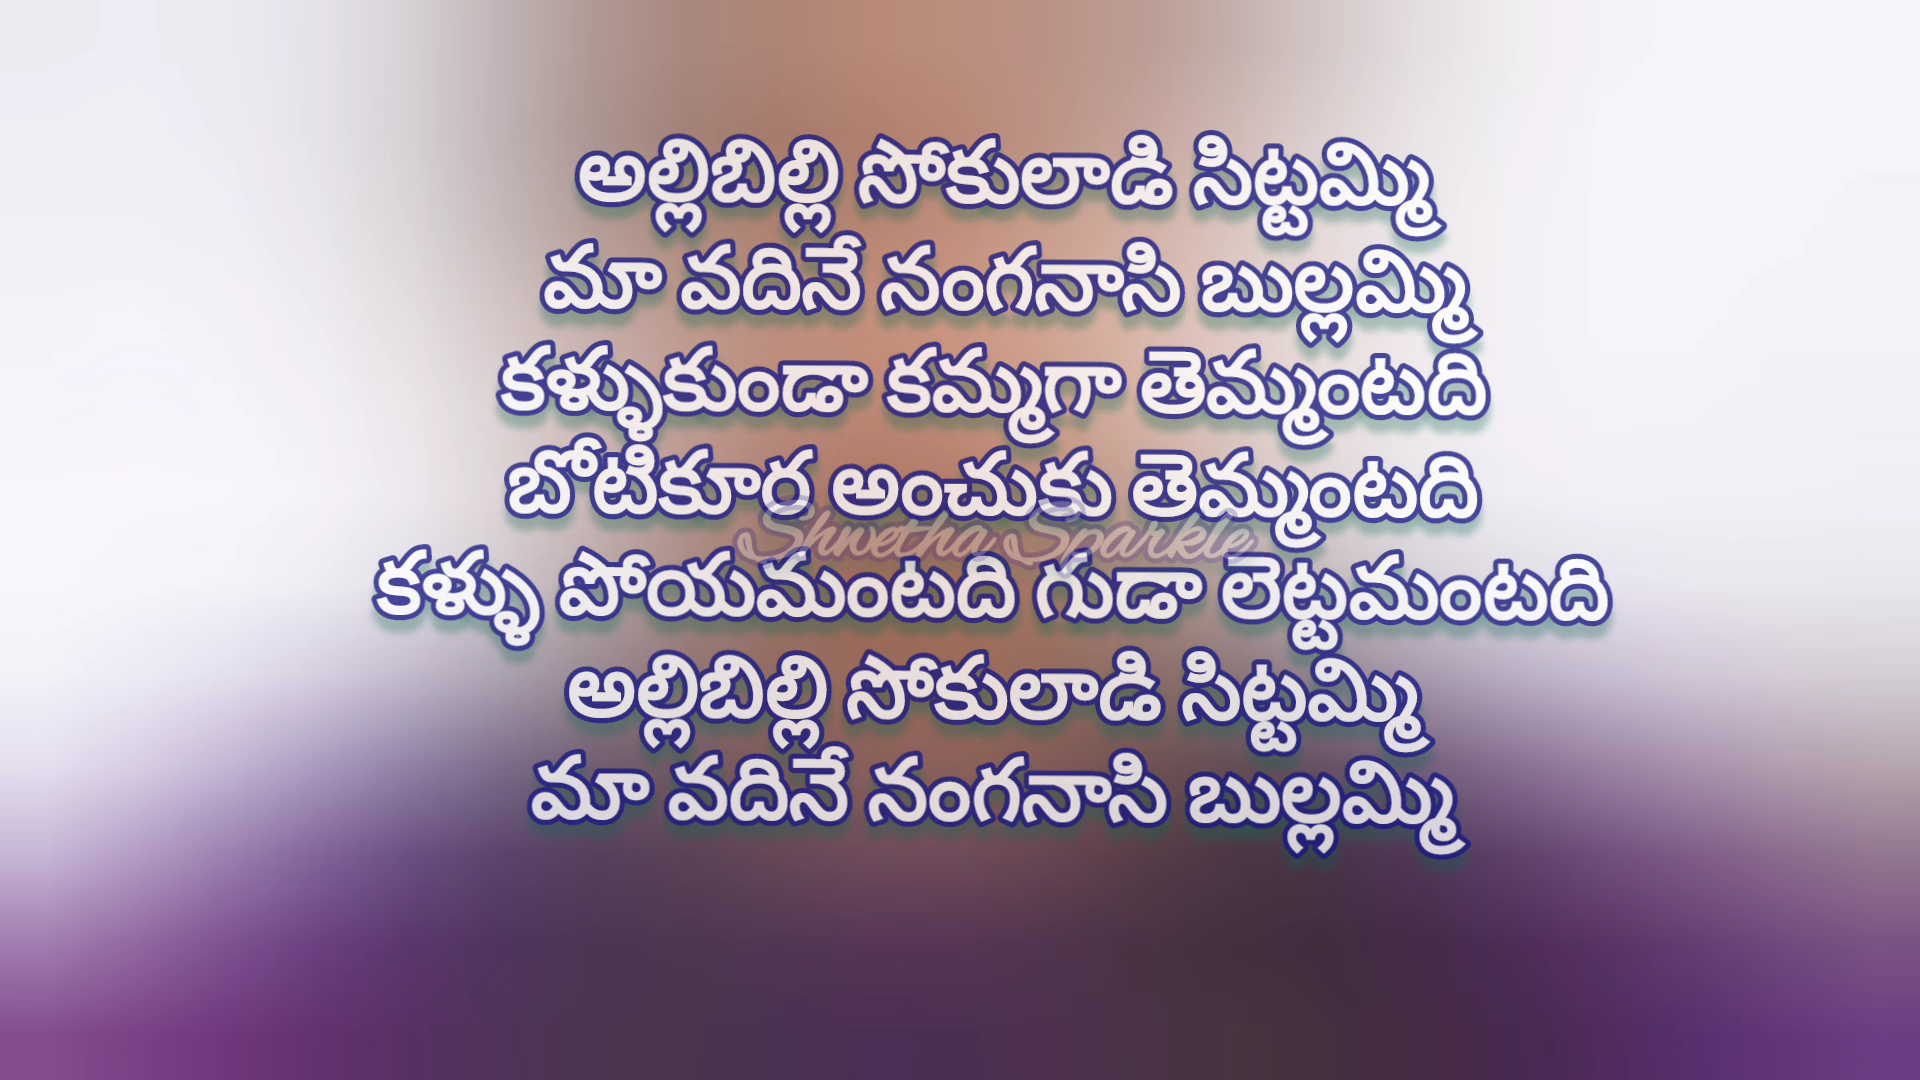 అల్లిబిల్లి సోకులాడి సిట్టమ్మి
మా వదినే నంగనాసి బుల్లమ్మి
కళ్ళుకుండా కమ్మగా తెమ్మంటది
బోటికూర అంచుకు తెమ్మంటది
Shwetha Sparkle
కళ్ళు పోయమంటది గుడా లెట్టమంటది
అల్లిబిల్లి సోకులాడి సిట్టమ్మి
మా వదినే నంగనాసి బుల్లమ్మి